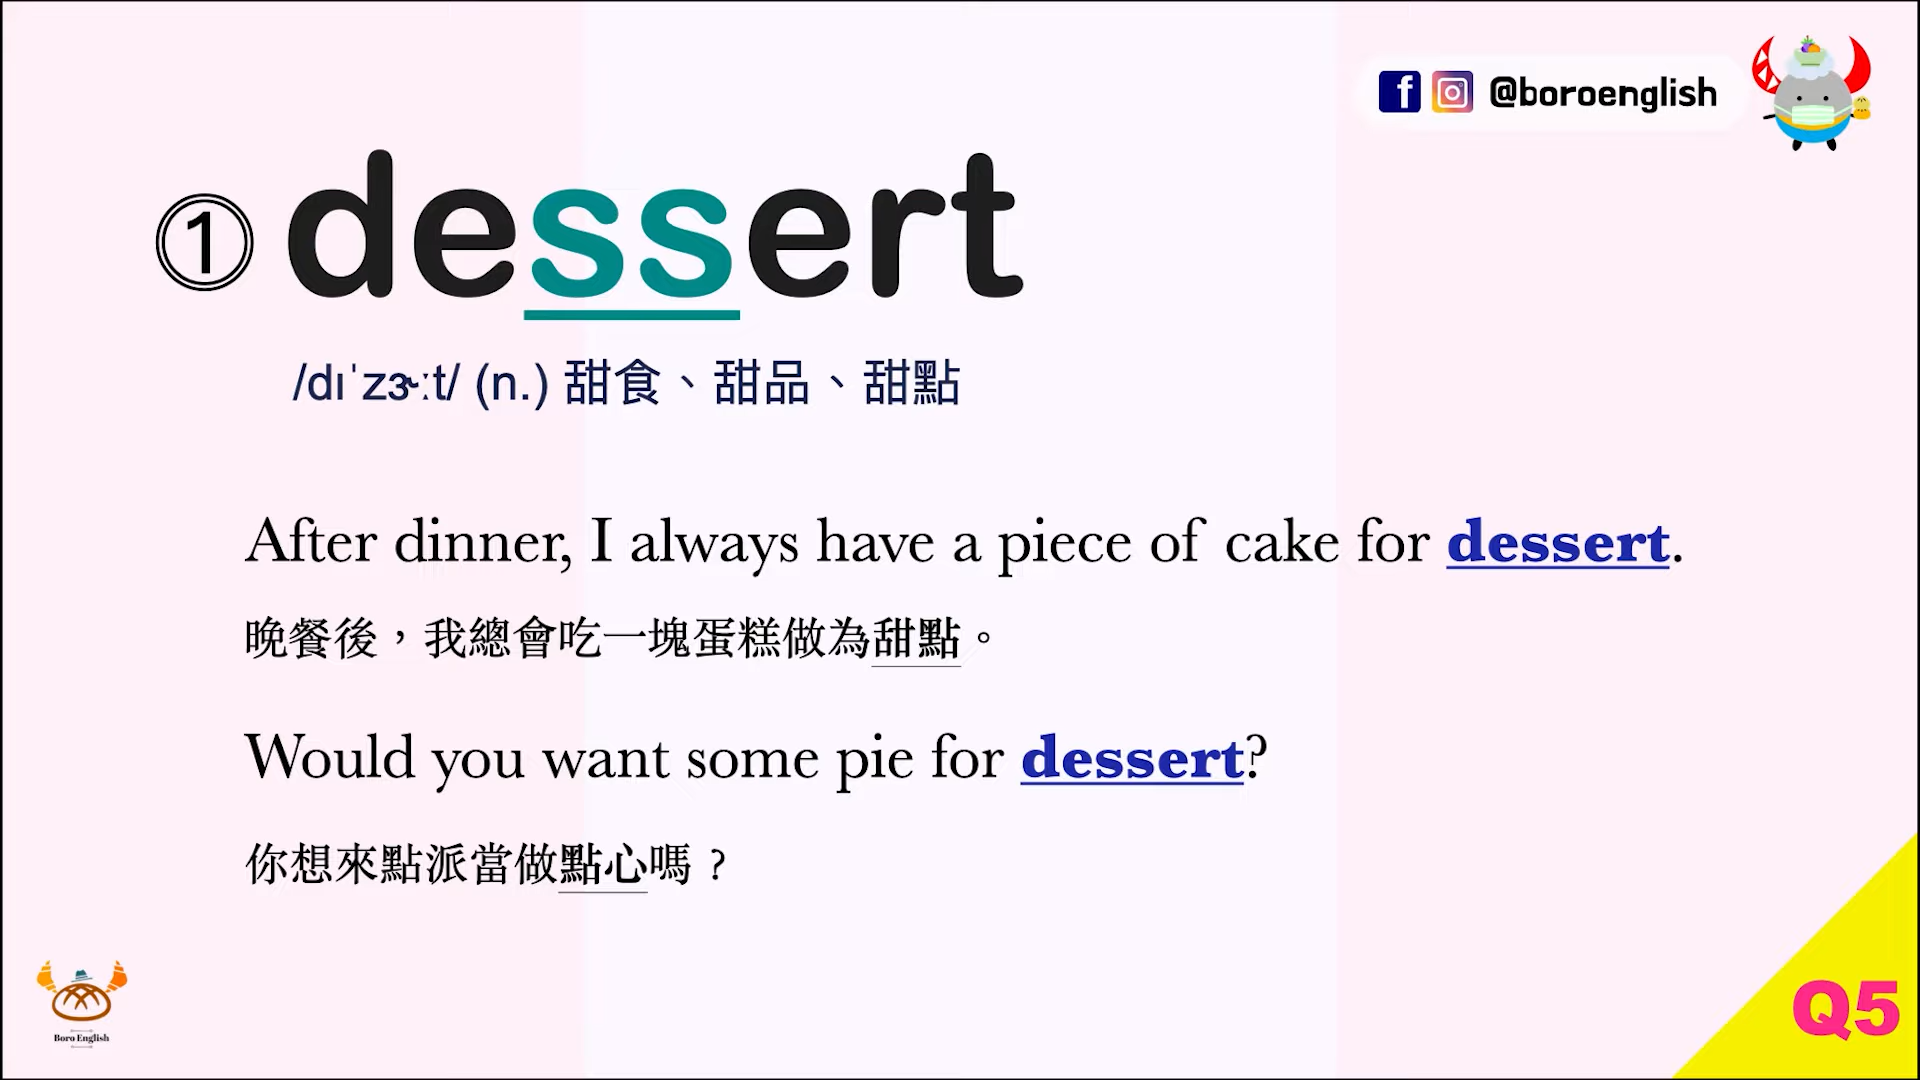 @boroenglish
① dessert
/dɪˈzɝːt/ (n.) 甜食、甜品、甜點
After dinner, I always have a piece of cake for dessert.
晚餐後，我總會吃一塊蛋糕做為甜點。
Would you want some pie for dessert?
你想來點派當做點心嗎？
Boro English
Q5